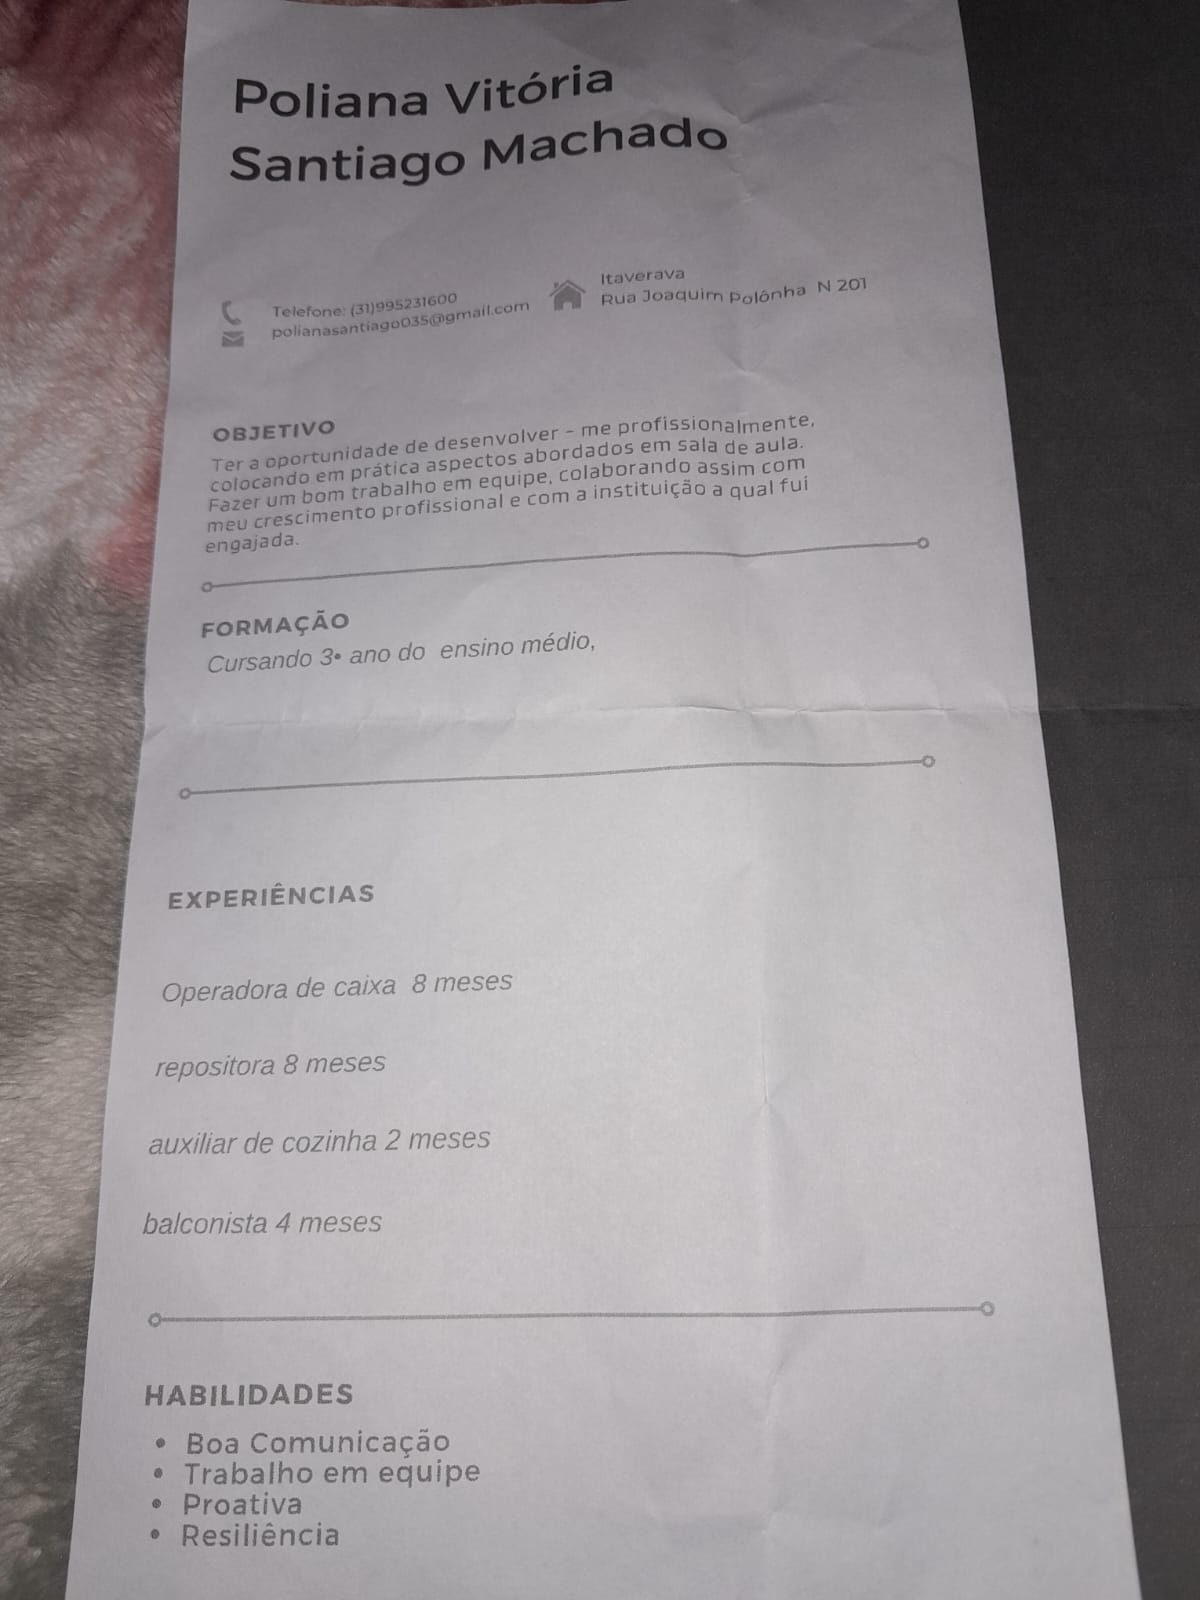 Poliana Vitória
Santiago Machado
Telefone: (31)995231600
polianasantiago035@gmail.com
Itaverava
Rua Joaquim Polônha N 201
OBJETIVO
Ter a oportunidade de desenvolver - me profissionalmente,
colocando em prática aspectos abordados em sala de aula.
Fazer um bom trabalho em equipe, colaborando assim com
meu crescimento profissional e com a instituição a qual fui
engajada.
FORMAÇÃO
Cursando 3• ano do ensino médio,
EXPERIÊNCIAS
Operadora de caixa 8 meses
repositora 8 meses
auxiliar de cozinha 2 meses
balconista 4 meses
HABILIDADES
• Boa Comunicação
• Trabalho em equipe
• Proativa
• Resiliência